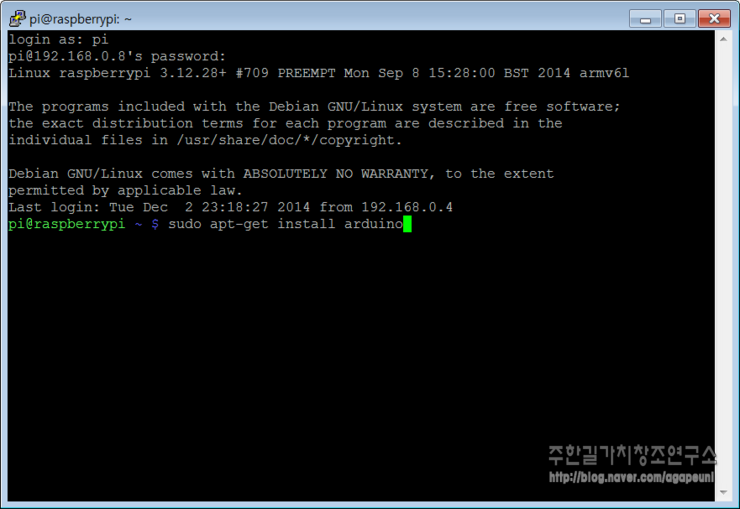 pi@raspberrypi: ~
login as: pi
pi@192.168.0.8's password:
Linux raspberrypi 3.12.28+ #709 PREEMPT Mon Sep 8 15:28:00 BST 2014 armv6l
The programs included with the Debian GNU/Linux system are free software;
the exact distribution terms for each program are described in the
individual files in /usr/share/doc/*/copyright.
Debian GNU/Linux comes with ABSOLUTELY NO WARRANTY, to the extent
permitted by applicable law.
Last login: Tue Dec  2 23:18:27 2014 from 192.168.0.4
pi@raspberrypi ~ $ sudo apt-get install arduino
주한길가치창조연구소
http://blog.naver.com/agapeuni